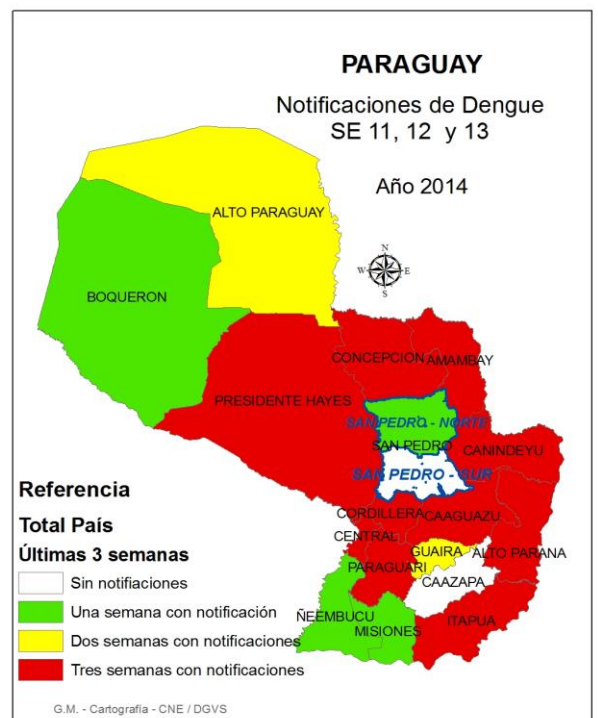 PARAGUAY
Notificaciones de Dengue
SE 11, 12 y 13
Año 2014
ALTO PARAGUAY
N
W E
S
BOQUERON
CONCEPCION
AMAMBAY
PRESIDENTE HAYES
SAN PEDRO - NORTE
SAN PEDRO
CANINDEYU
SAN PEDRO - SUR
CORDILLERA
CAAGUAZU
CENTRAL
GUAIRA
ALTO PARANA
PARAGUARI
CAAZAPA
ÑEEMBUCU
MISIONES
ITAPUA
Referencia
Total País
Últimas 3 semanas
Sin notifiaciones
Una semana con notificación
Dos semanas con notificaciones
Tres semanas con notificaciones
G.M. - Cartografia - CNE / DGVS